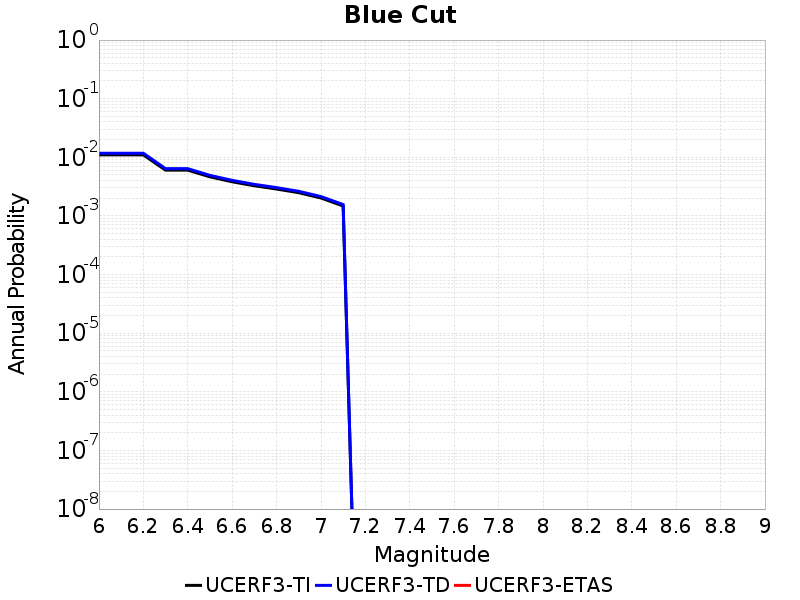 Blue Cut
Annual Probability
10^0
10^-1
10^-2
10^-3
10^-4
10^-5
10^-6
10^-7
10^-8
6 6.2 6.4 6.6 6.8 7 7.2 7.4 7.6 7.8 8 8.2 8.4 8.6 8.8 9
Magnitude
UCERF3-TI UCERF3-TD UCERF3-ETAS